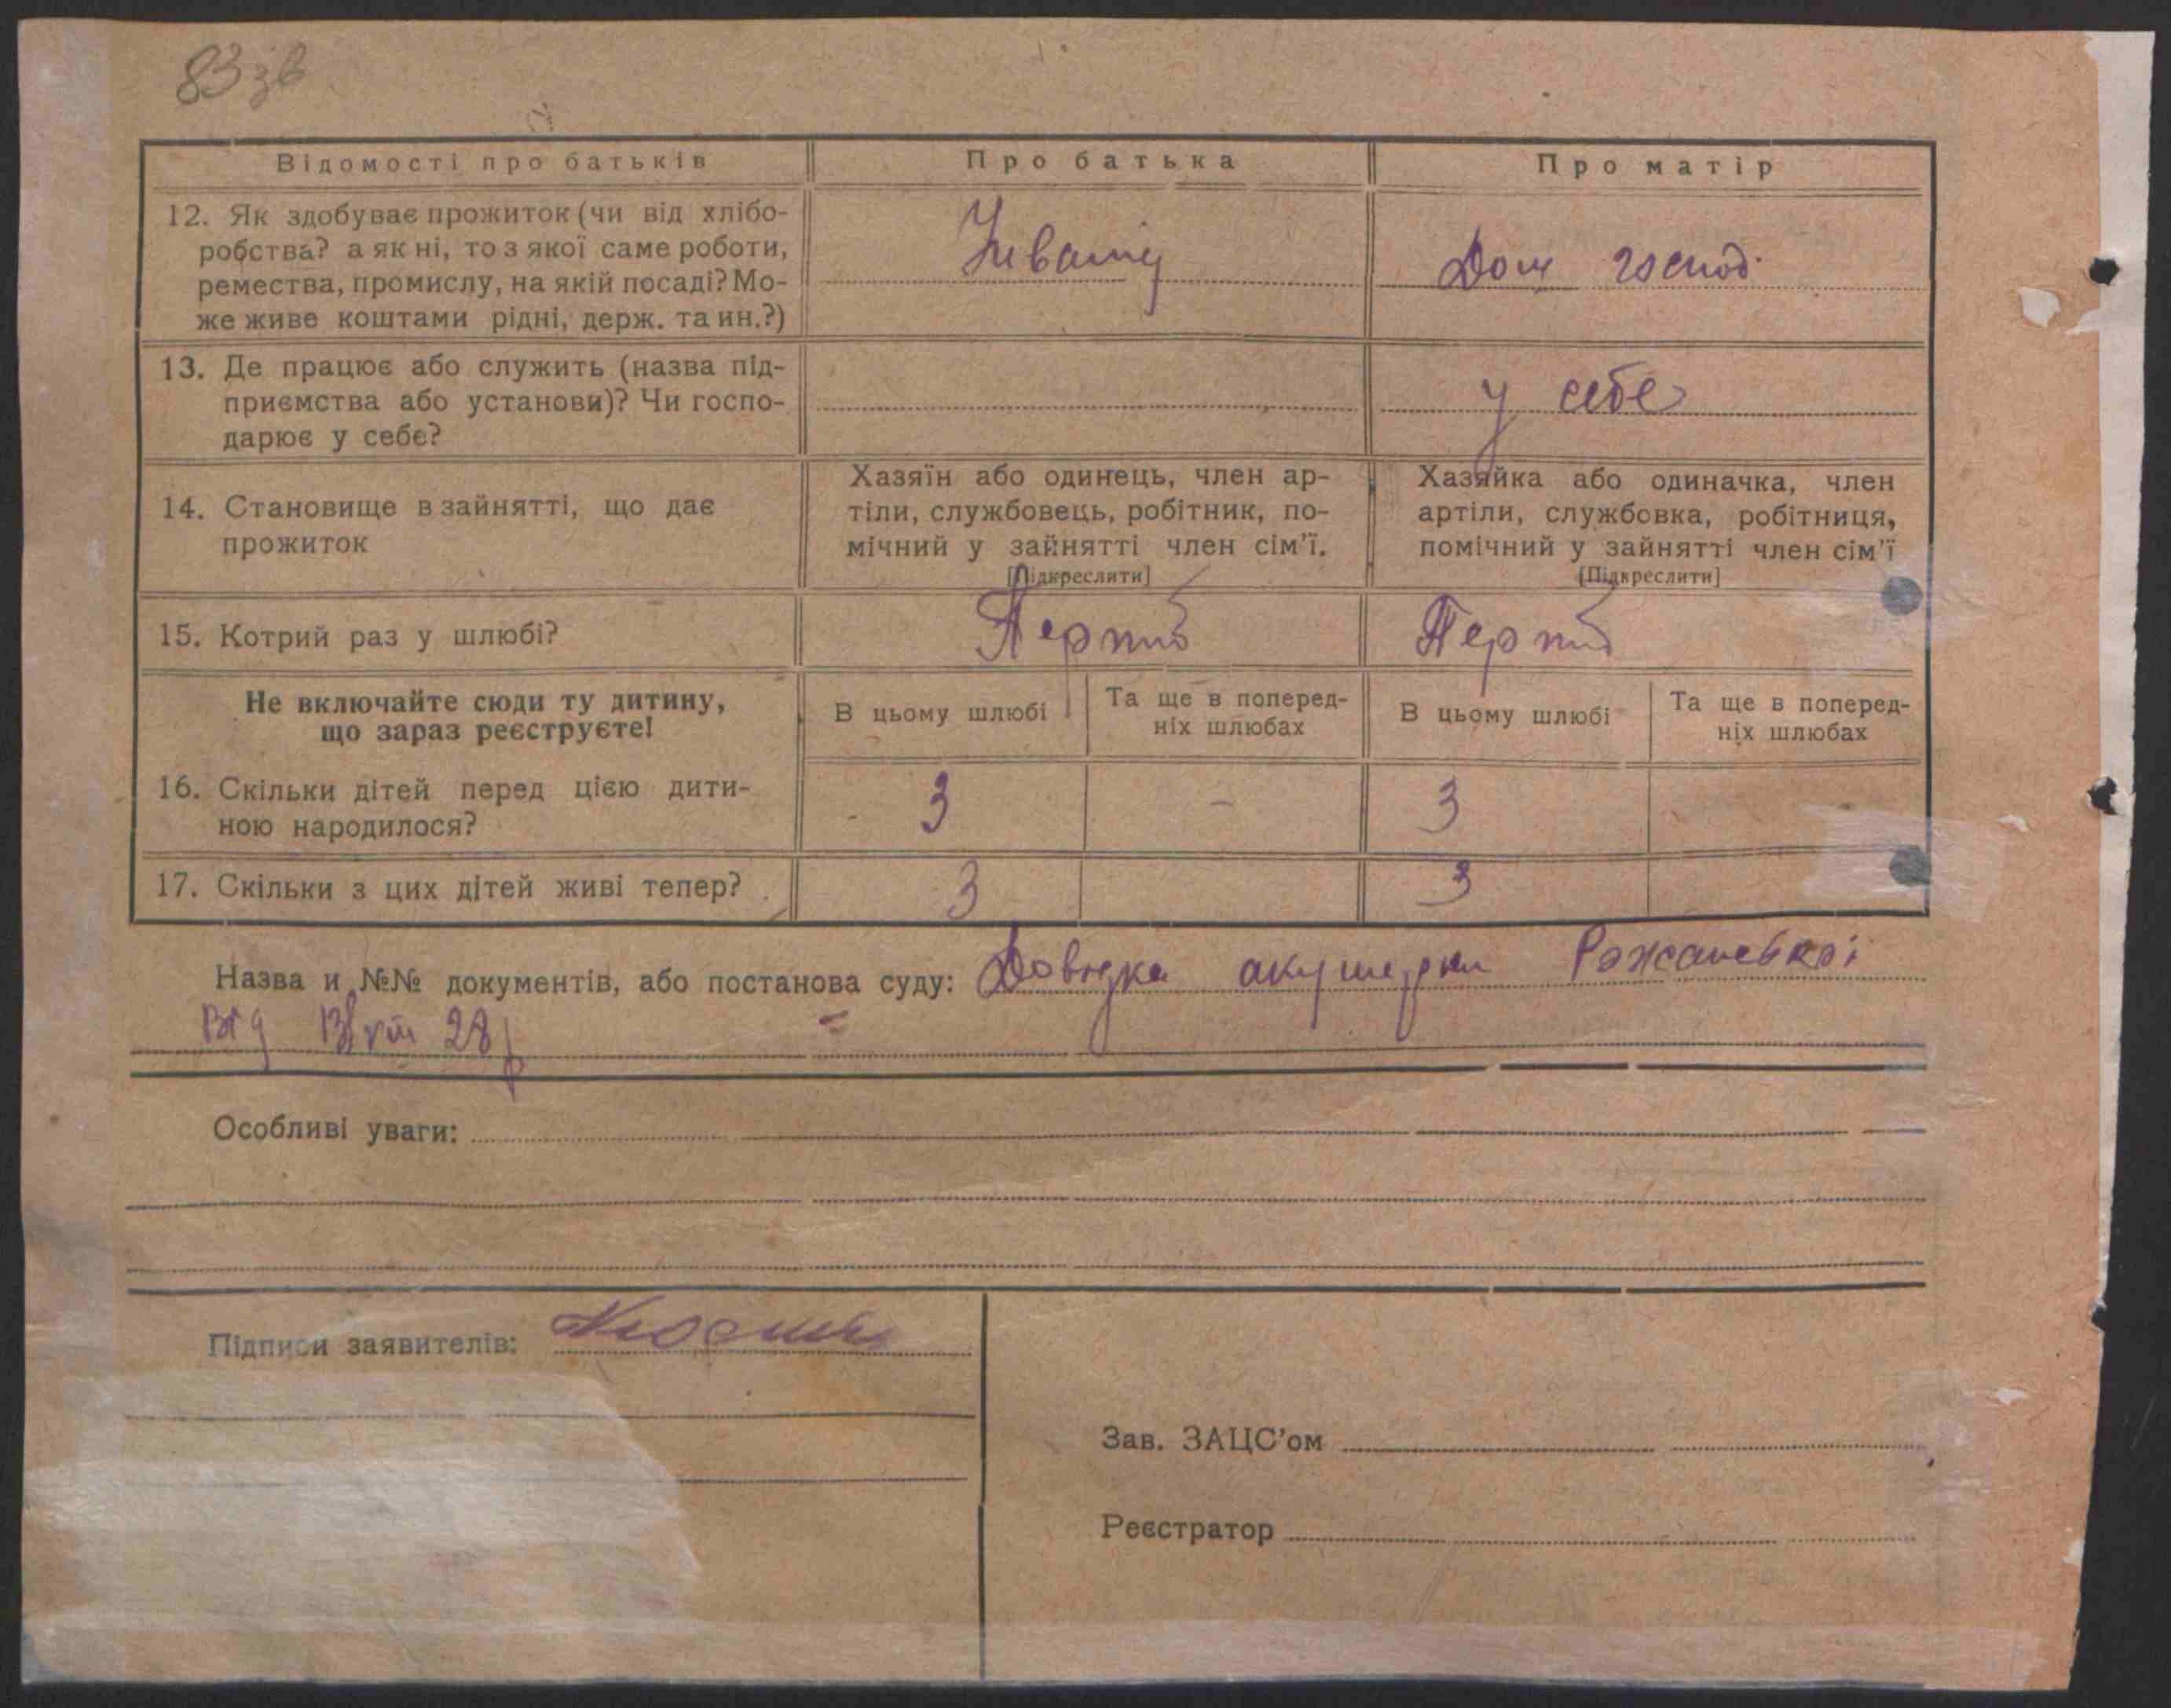 83 зв
Відомості про батьків
Про батька
Про матір
12. Як здобуває прожиток (чи від хлібо-
робства? а як ні, то з якої саме роботи,
ремества, промислу, на якій посаді? Мо-
же живе коштами рідні, держ. та ин.?)
Дом господ.
13. Де працює або служить (назва під-
приємства або установи)? Чи госпо-
дарює у себе?
у себе
14. Становище в зайнятті, що дає
прожиток
Хазяїн або одинець, член ар-
тіли, службовець, робітник, по-
мічний у зайнятті член сім'ї.
[Підкреслити]
Хазяйка або одиначка, член
артіли, службовка, робітниця,
помічний у зайнятті член сім'ї
[Підкреслити]
15. Котрий раз у шлюбі?
Не включайте сюди ту дитину,
що зараз реєструєте!
В цьому шлюбі
Та ще в поперед-
ніх шлюбах
В цьому шлюбі
Та ще в поперед-
ніх шлюбах
16. Скільки дітей перед цією дити-
ною народилося?
3
-
3
17. Скільки з цих дітей живі тепер?
3
3
Назва и №№ документів, або постанова суду: Довідка акушерки Рожанської
від 28р
Особливі уваги:
Підписи заявителів:
Зав. ЗАЦС'ом
Реєстратор